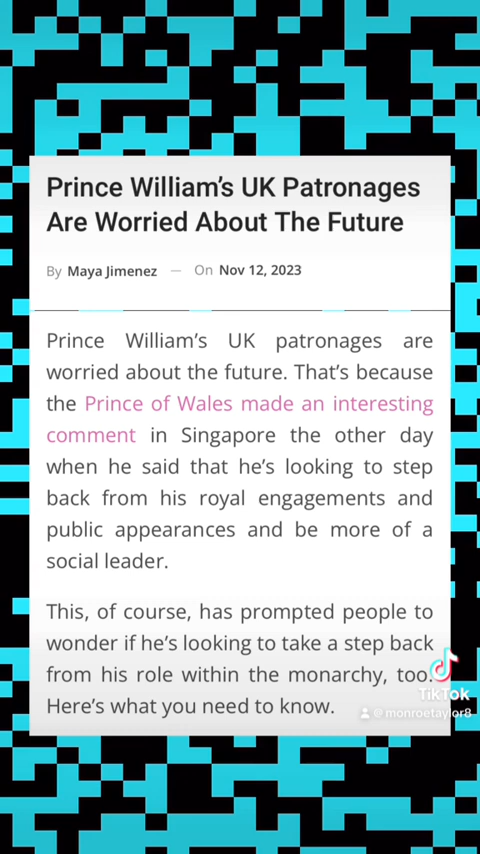 Prince William’s UK Patronages
Are Worried About The Future
By Maya Jimenez — On Nov 12, 2023
Prince William’s UK patronages are
worried about the future. That’s because
the Prince of Wales made an interesting
comment in Singapore the other day
when he said that he’s looking to step
back from his royal engagements and
public appearances and be more of a
social leader.
This, of course, has prompted people to
wonder if he’s looking to take a step back
from his role within the monarchy, too.
Here’s what you need to know.
TikTok
@monroetaylor8